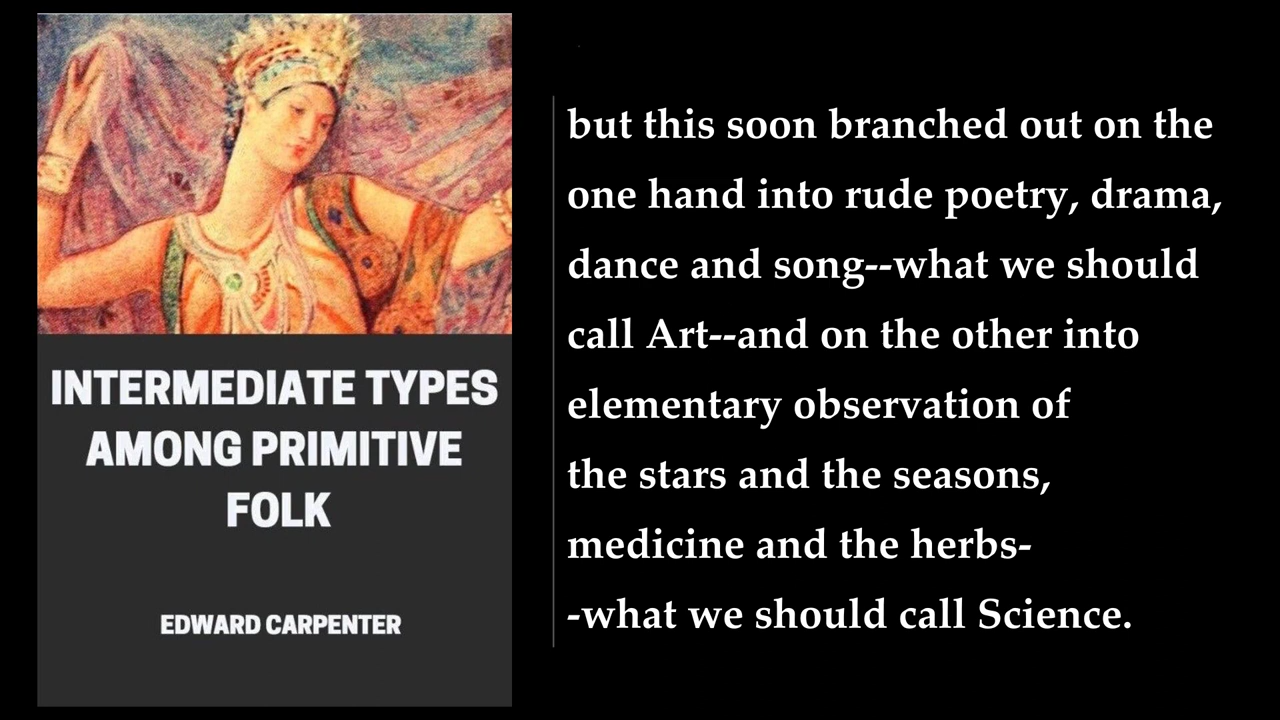 INTERMEDIATE TYPES
AMONG PRIMITIVE
FOLK
EDWARD CARPENTER
but this soon branched out on the
one hand into rude poetry, drama,
dance and song--what we should
call Art--and on the other into
elementary observation of
the stars and the seasons,
medicine and the herbs-
-what we should call Science.